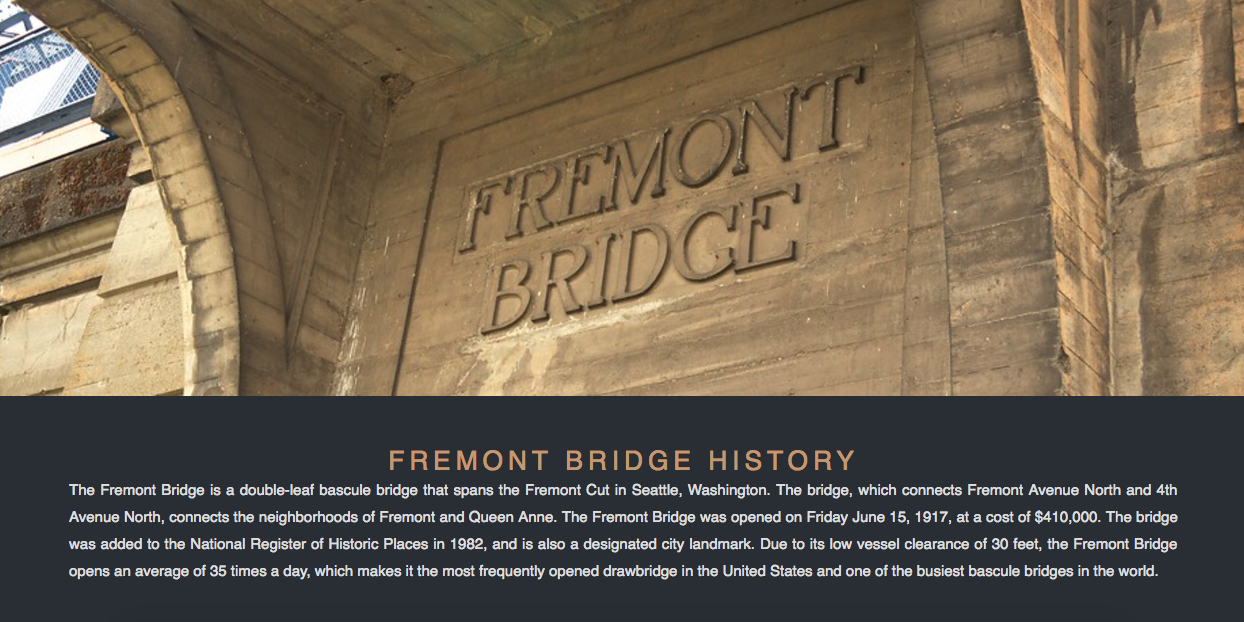 FREMONT
BRIDGE
FREMONT BRIDGE HISTORY
The Fremont Bridge is a double-leaf bascule bridge that spans the Fremont Cut in Seattle, Washington. The bridge, which connects Fremont Avenue North and 4th
Avenue North, connects the neighborhoods of Fremont and Queen Anne. The Fremont Bridge was opened on Friday June 15, 1917, at a cost of $410,000. The bridge
was added to the National Register of Historic Places in 1982, and is also a designated city landmark. Due to its low vessel clearance of 30 feet, the Fremont Bridge
opens an average of 35 times a day, which makes it the most frequently opened drawbridge in the United States and one of the busiest bascule bridges in the world.